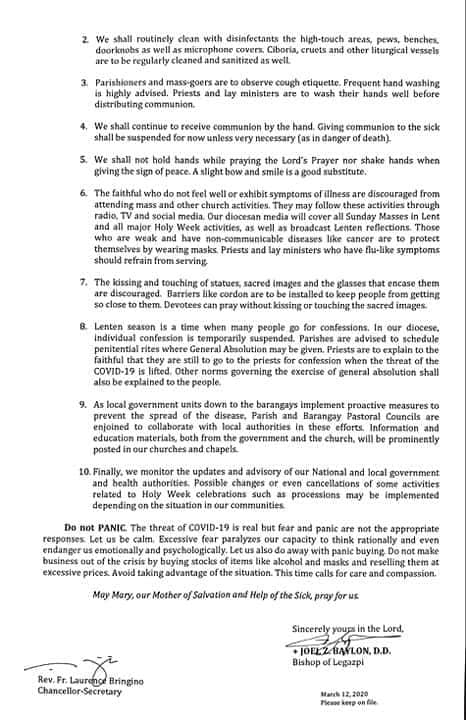 2. We shall routinely clean with disinfectants the high-touch areas, pews, benches,
doorknobs as well as microphone covers. Ciboria, cruets and other liturgical vessels
are to be regularly cleaned and sanitized as well.
3. Parishioners and mass-goers are to observe cough etiquette. Frequent hand washing
is highly advised. Priests and lay ministers are to wash their hands well before
distributing communion.
4. We shall continue to receive communion by the hand. Giving communion to the sick
shall be suspended for now unless very necessary (as in danger of death).
5. We shall not hold hands while praying the Lord's Prayer nor shake hands when
giving the sign of peace. A slight bow and smile is a good substitute.
6. The faithful who do not feel well or exhibit symptoms of illness are discouraged from
attending mass and other church activities. They may follow these activities through
radio, TV and social media. Our diocesan media will cover all Sunday Masses in Lent
and all major Holy Week activities, as well as broadcast Lenten reflections. Those
who are weak and have non-communicable diseases like cancer are to protect
themselves by wearing masks. Priests and lay ministers who have flu-like symptoms
should refrain from serving.
7. The kissing and touching of statues, sacred images and the glasses that encase them
are discouraged. Barriers like cordon are to be installed to keep people from getting
so close to them. Devotees can pray without kissing or touching the sacred images.
8. Lenten season is a time when many people go for confessions. In our diocese,
individual confession is temporarily suspended. Parishes are advised to schedule
penitential rites where General Absolution may be given. Priests are to explain to the
faithful that they are still to go to the priests for confession when the threat of the
COVID-19 is lifted. Other norms governing the exercise of general absolution shall
also be explained to the people.
9. As local government units down to the barangays implement proactive measures to
prevent the spread of the disease, Parish and Barangay Pastoral Councils are
enjoined to collaborate with local authorities in these efforts. Information and
education materials, both from the government and the church, will be prominently
posted in our churches and chapels.
10. Finally, we monitor the updates and advisory of our National and local government
and health authorities. Possible changes or even cancellations of some activities
related to Holy Week celebrations such as processions may be implemented
depending on the situation in our communities.
Do not PANIC. The threat of COVID-19 is real but fear and panic are not the appropriate
responses. Let us be calm. Excessive fear paralyzes our capacity to think rationally and even
endanger us emotionally and psychologically. Let us also do away with panic buying. Do not make
business out of the crisis by buying stocks of items like alcohol and masks and reselling them at
excessive prices. Avoid taking advantage of the situation. This time calls for care and compassion.
May Mary, our Mother of Salvation and Help of the Sick, pray for us.
Sincerely yours in the Lord,
+ JOEL Z. BAYLON, D.D.
Bishop of Legazpi
Rev. Fr. Laurence Bringino
Chancellor-Secretary
March 12, 2020
Please keep on file.